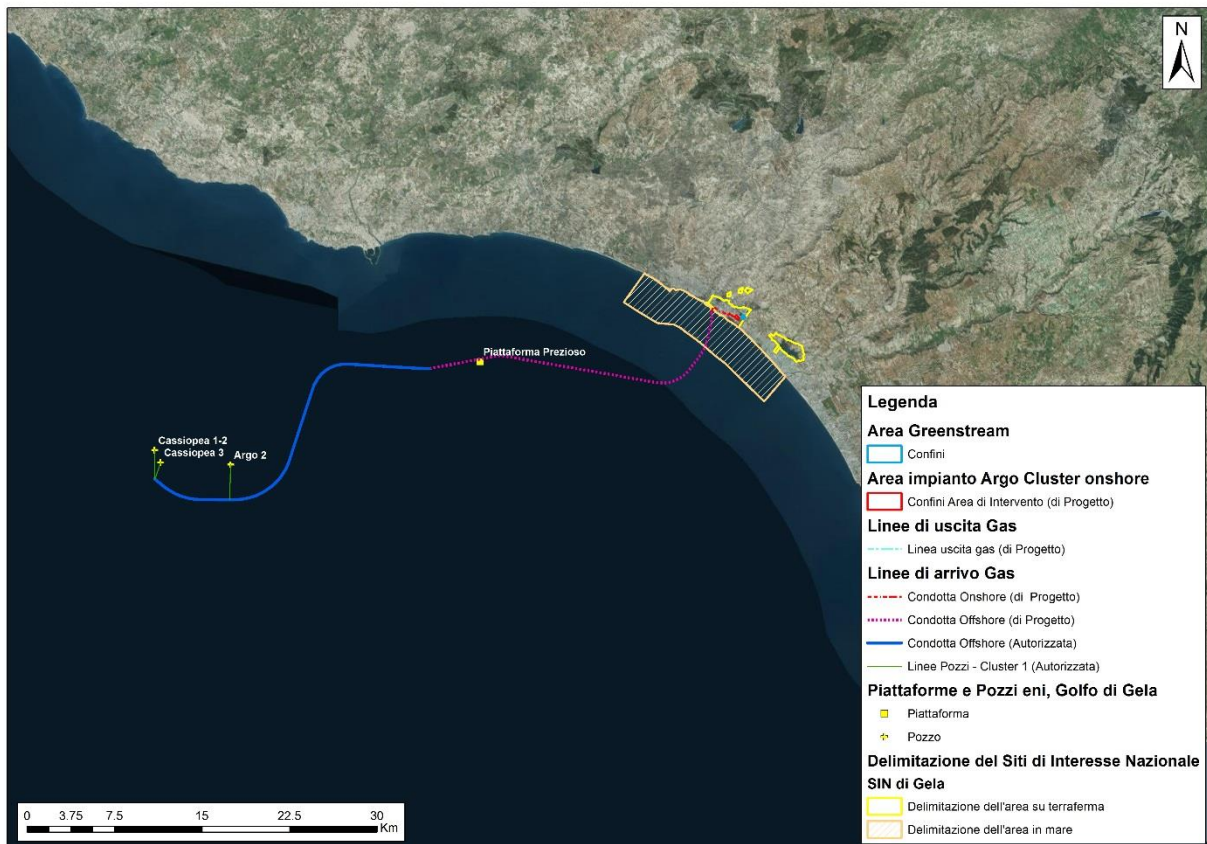 N
Piattaforma Prezioso
Cassiopea 1-2
Cassiopea 3
Argo 2
Legenda
Area Greenstream
Confini
Area impianto Argo Cluster onshore
Confini Area di Intervento (di Progetto)
Linee di uscita Gas
Linea uscita gas (di Progetto)
Linee di arrivo Gas
Condotta Onshore (di Progetto)
Condotta Offshore (di Progetto)
Condotta Offshore (Autorizzata)
Linee Pozzi - Cluster 1 (Autorizzata)
Piattaforme e Pozzi eni, Golfo di Gela
Piattaforma
Pozzo
Delimitazione del Siti di Interesse Nazionale
SIN di Gela
Delimitazione dell'area su terraferma
Delimitazione dell'area in mare
0 3.75 7.5 15 22.5 30
Km